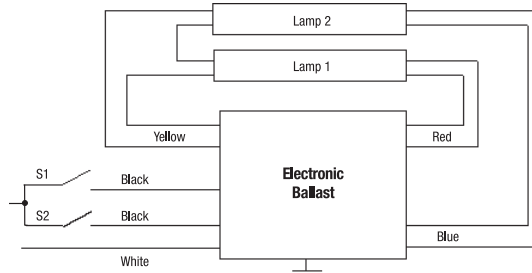 Lamp 2
Lamp 1
Yellow
Red
S1
Black
Electronic
Ballast
S2
Black
Blue
White